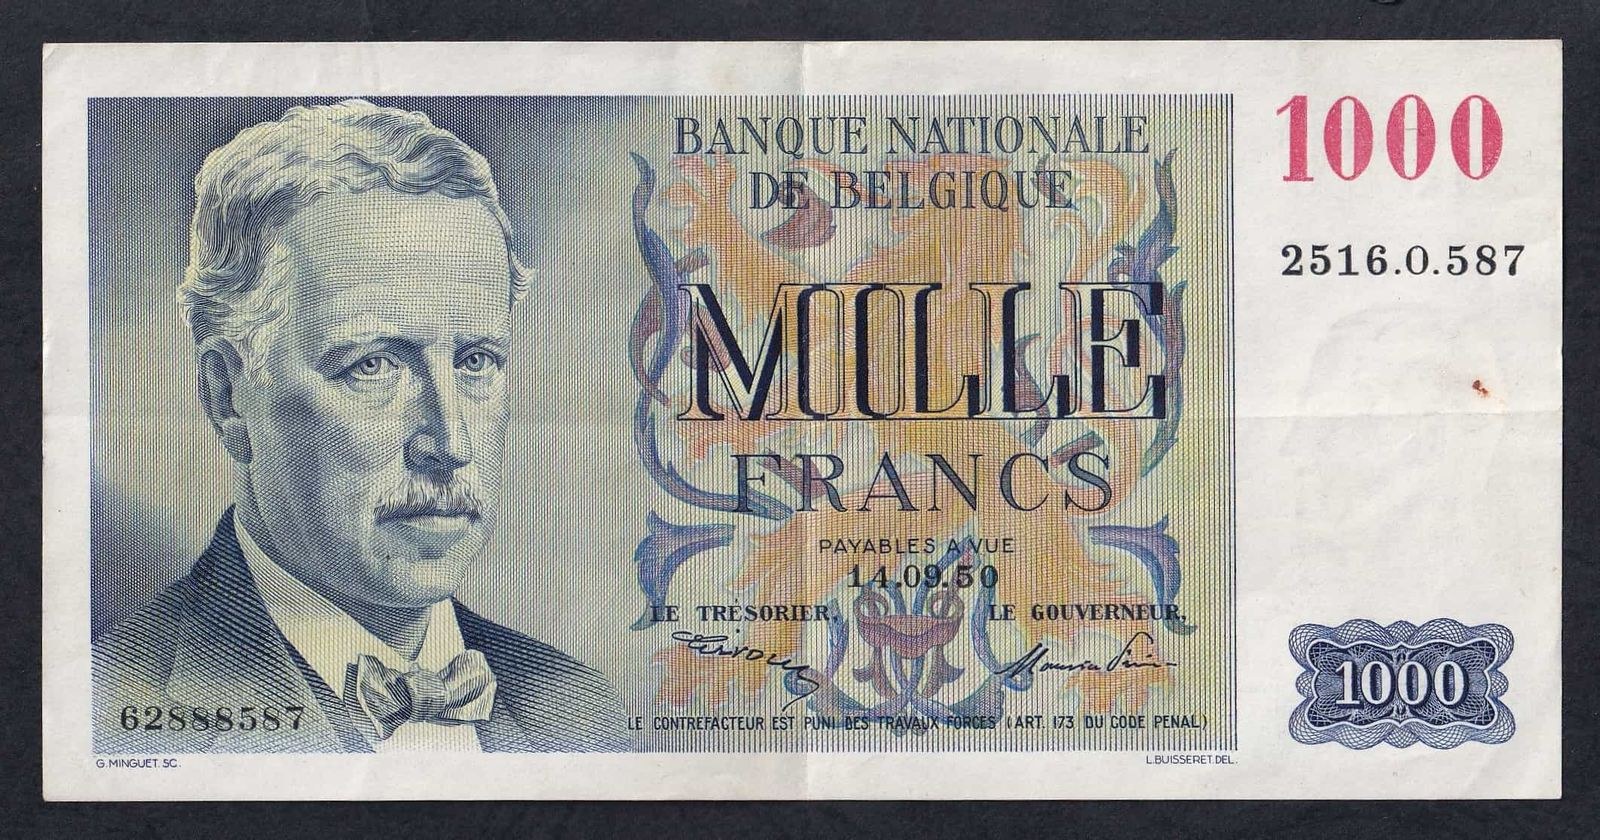 BANQUE NATIONALE
DE BELGIQUE
1000
2516.0.587
MILLE
FRANCS
PAYABLES A VUE
14.09.50
LE TRÉSORIER,
LE GOUVERNEUR,
62888587
LE CONTREFACTEUR EST PUNI DES TRAVAUX FORCES (ART. 173 DU CODE PENAL)
1000
G.MINGUET. SC.
L.BUISSERET.DEL.